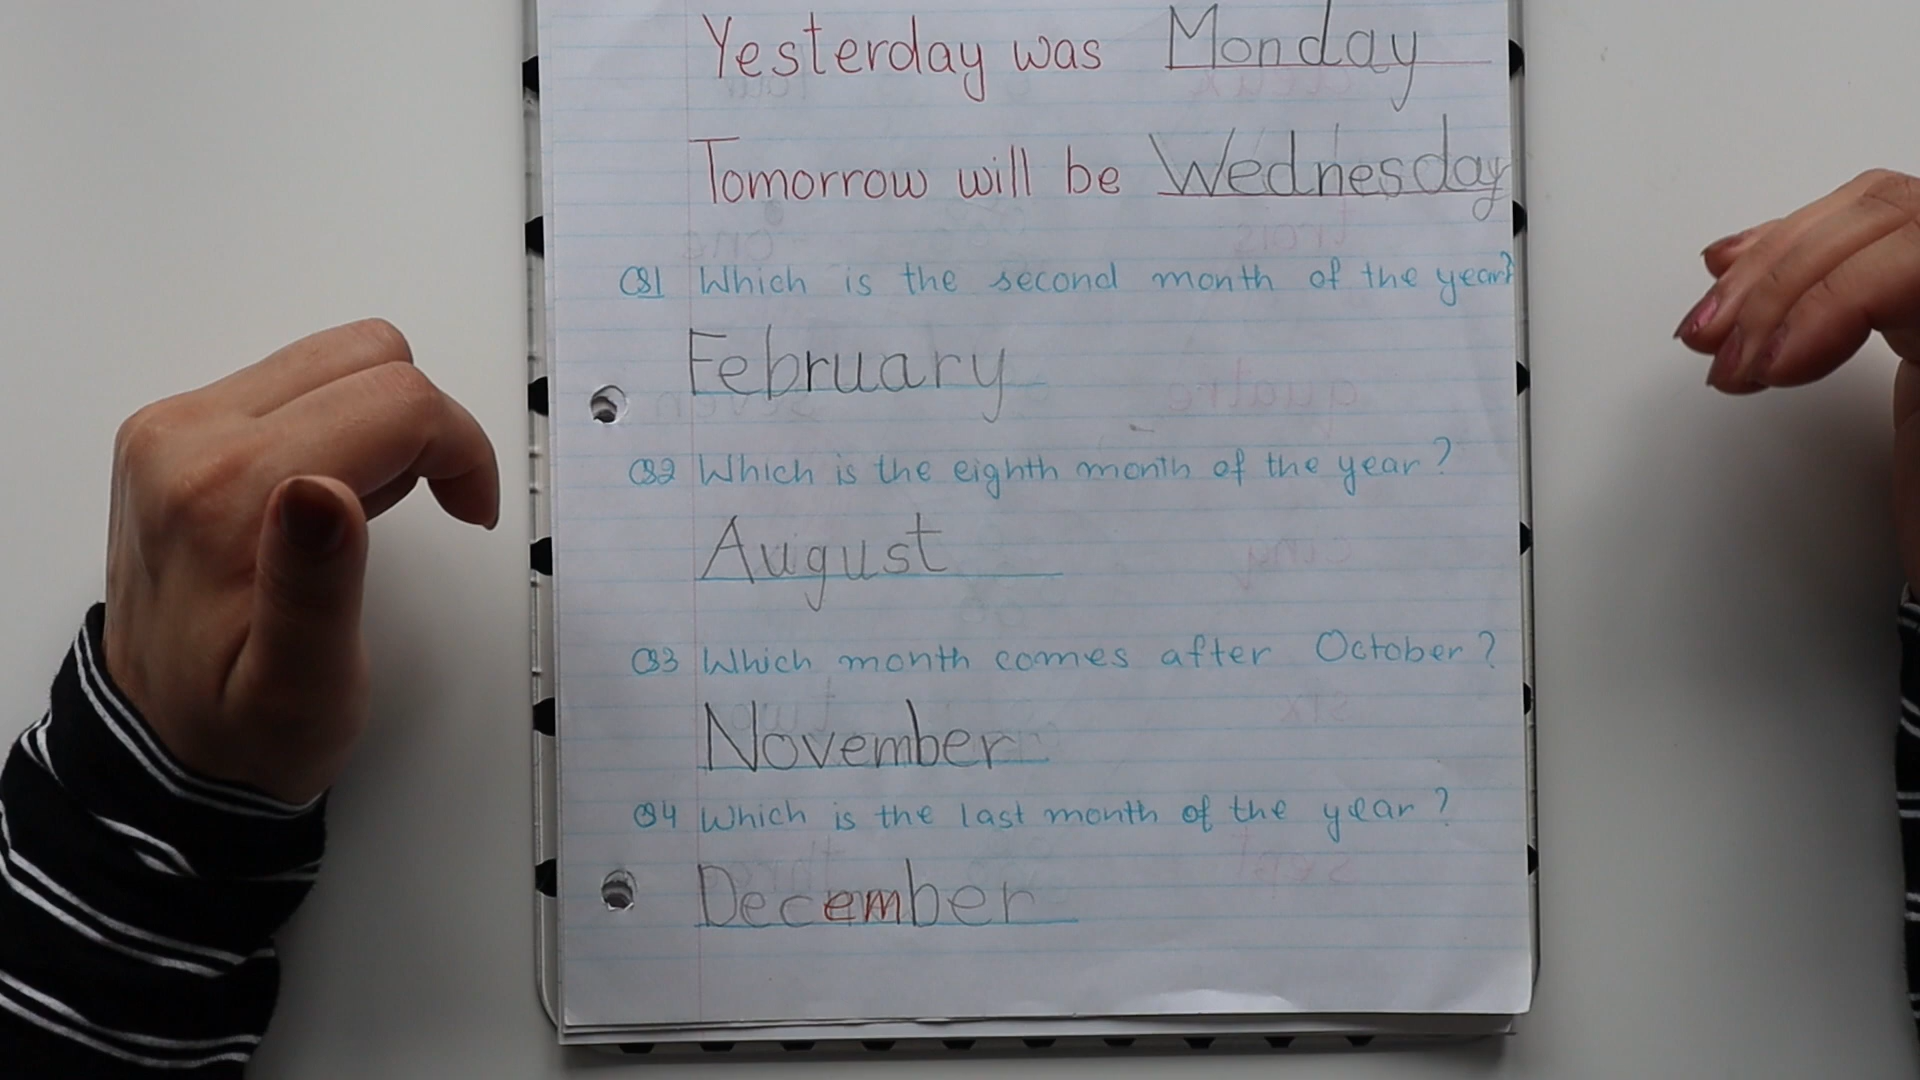 Yesterday was Monday
Tomorrow will be Wednesday
Q1 Which is the second month of the year?
February
Q2 Which is the eighth month of the year?
August
Q3 Which month comes after October?
November
Q4 Which is the last month of the year?
December